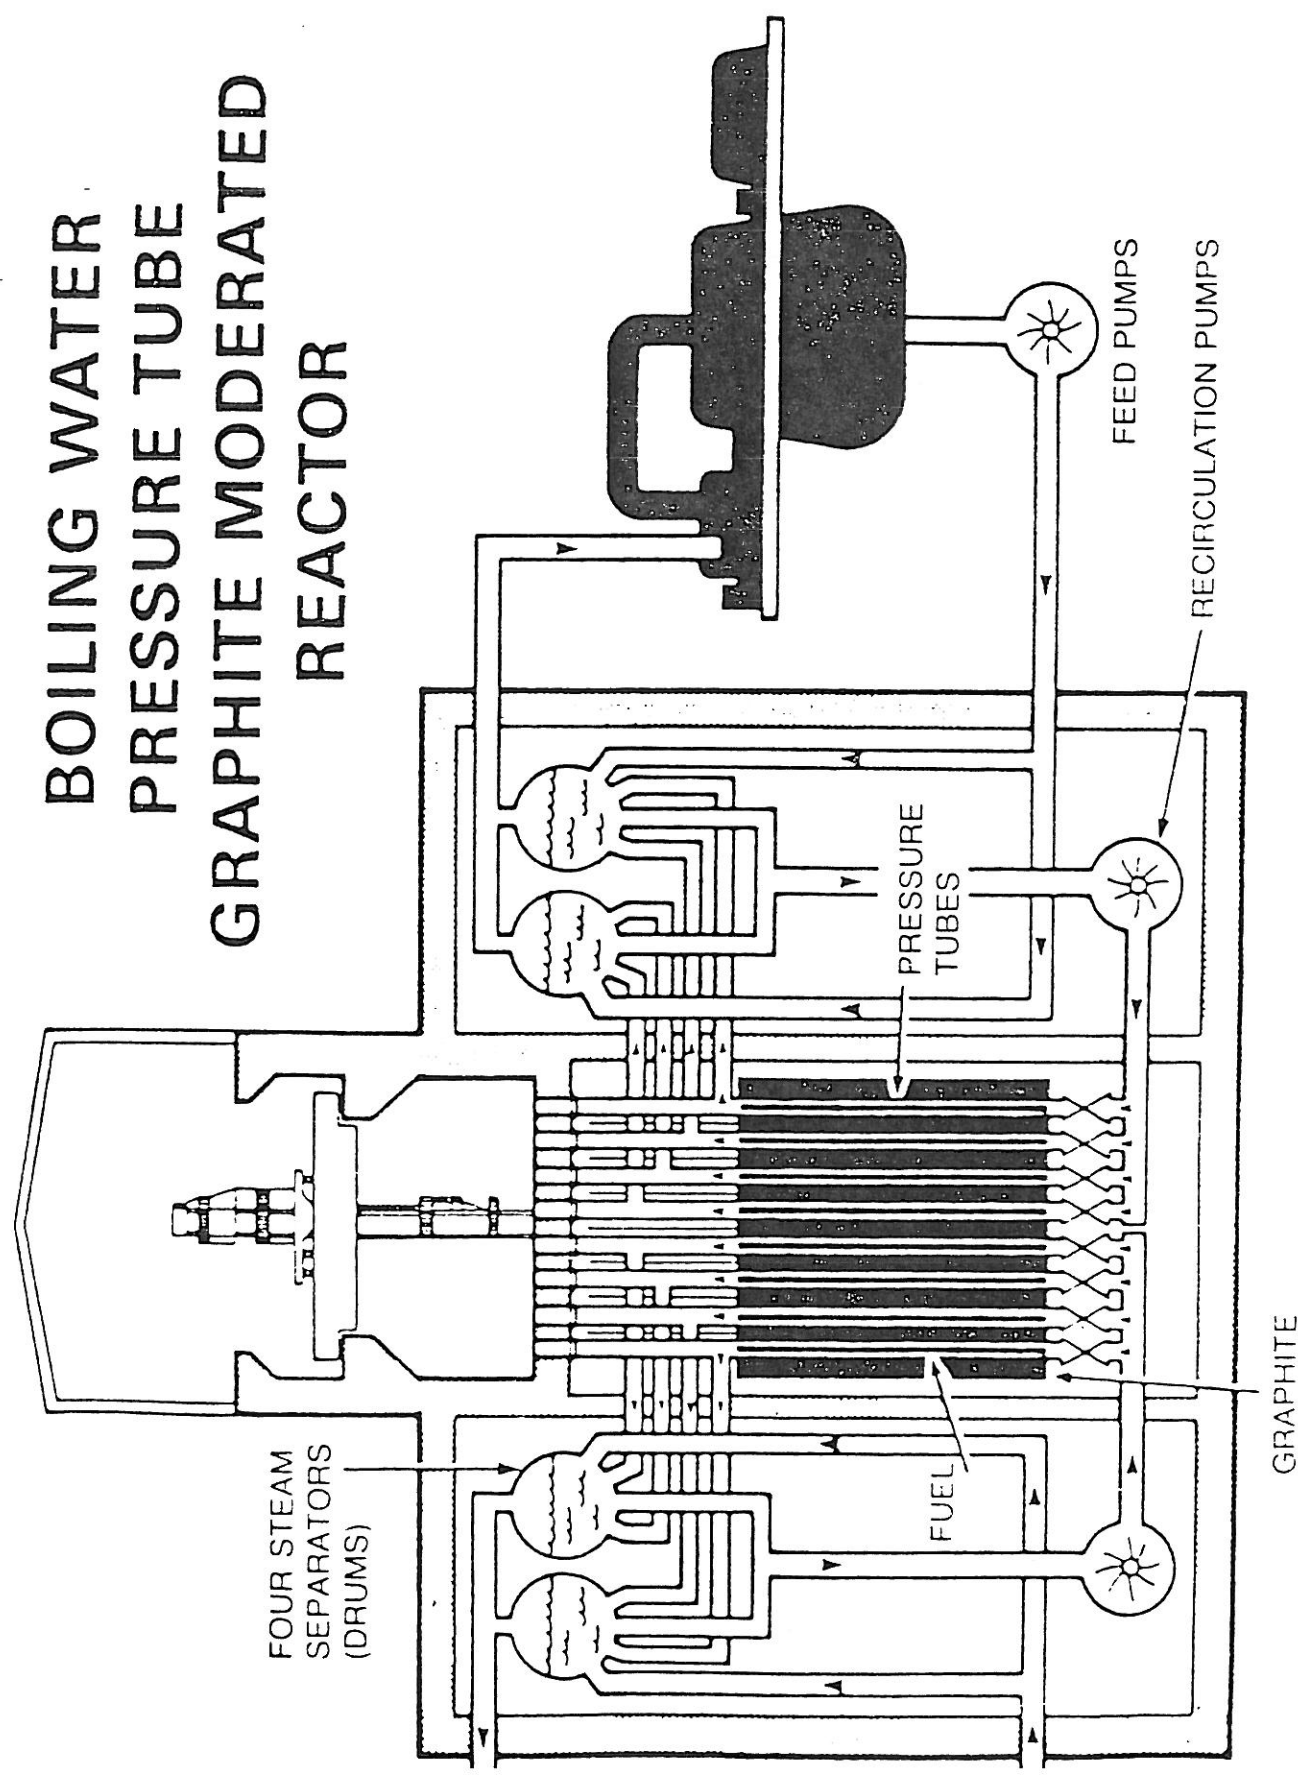 BOILING WATER
PRESSURE TUBE
GRAPHITE MODERATED
REACTOR
FOUR STEAM
SEPARATORS
(DRUMS)
PRESSURE
TUBES
FUEL
GRAPHITE
FEED PUMPS
RECIRCULATION PUMPS